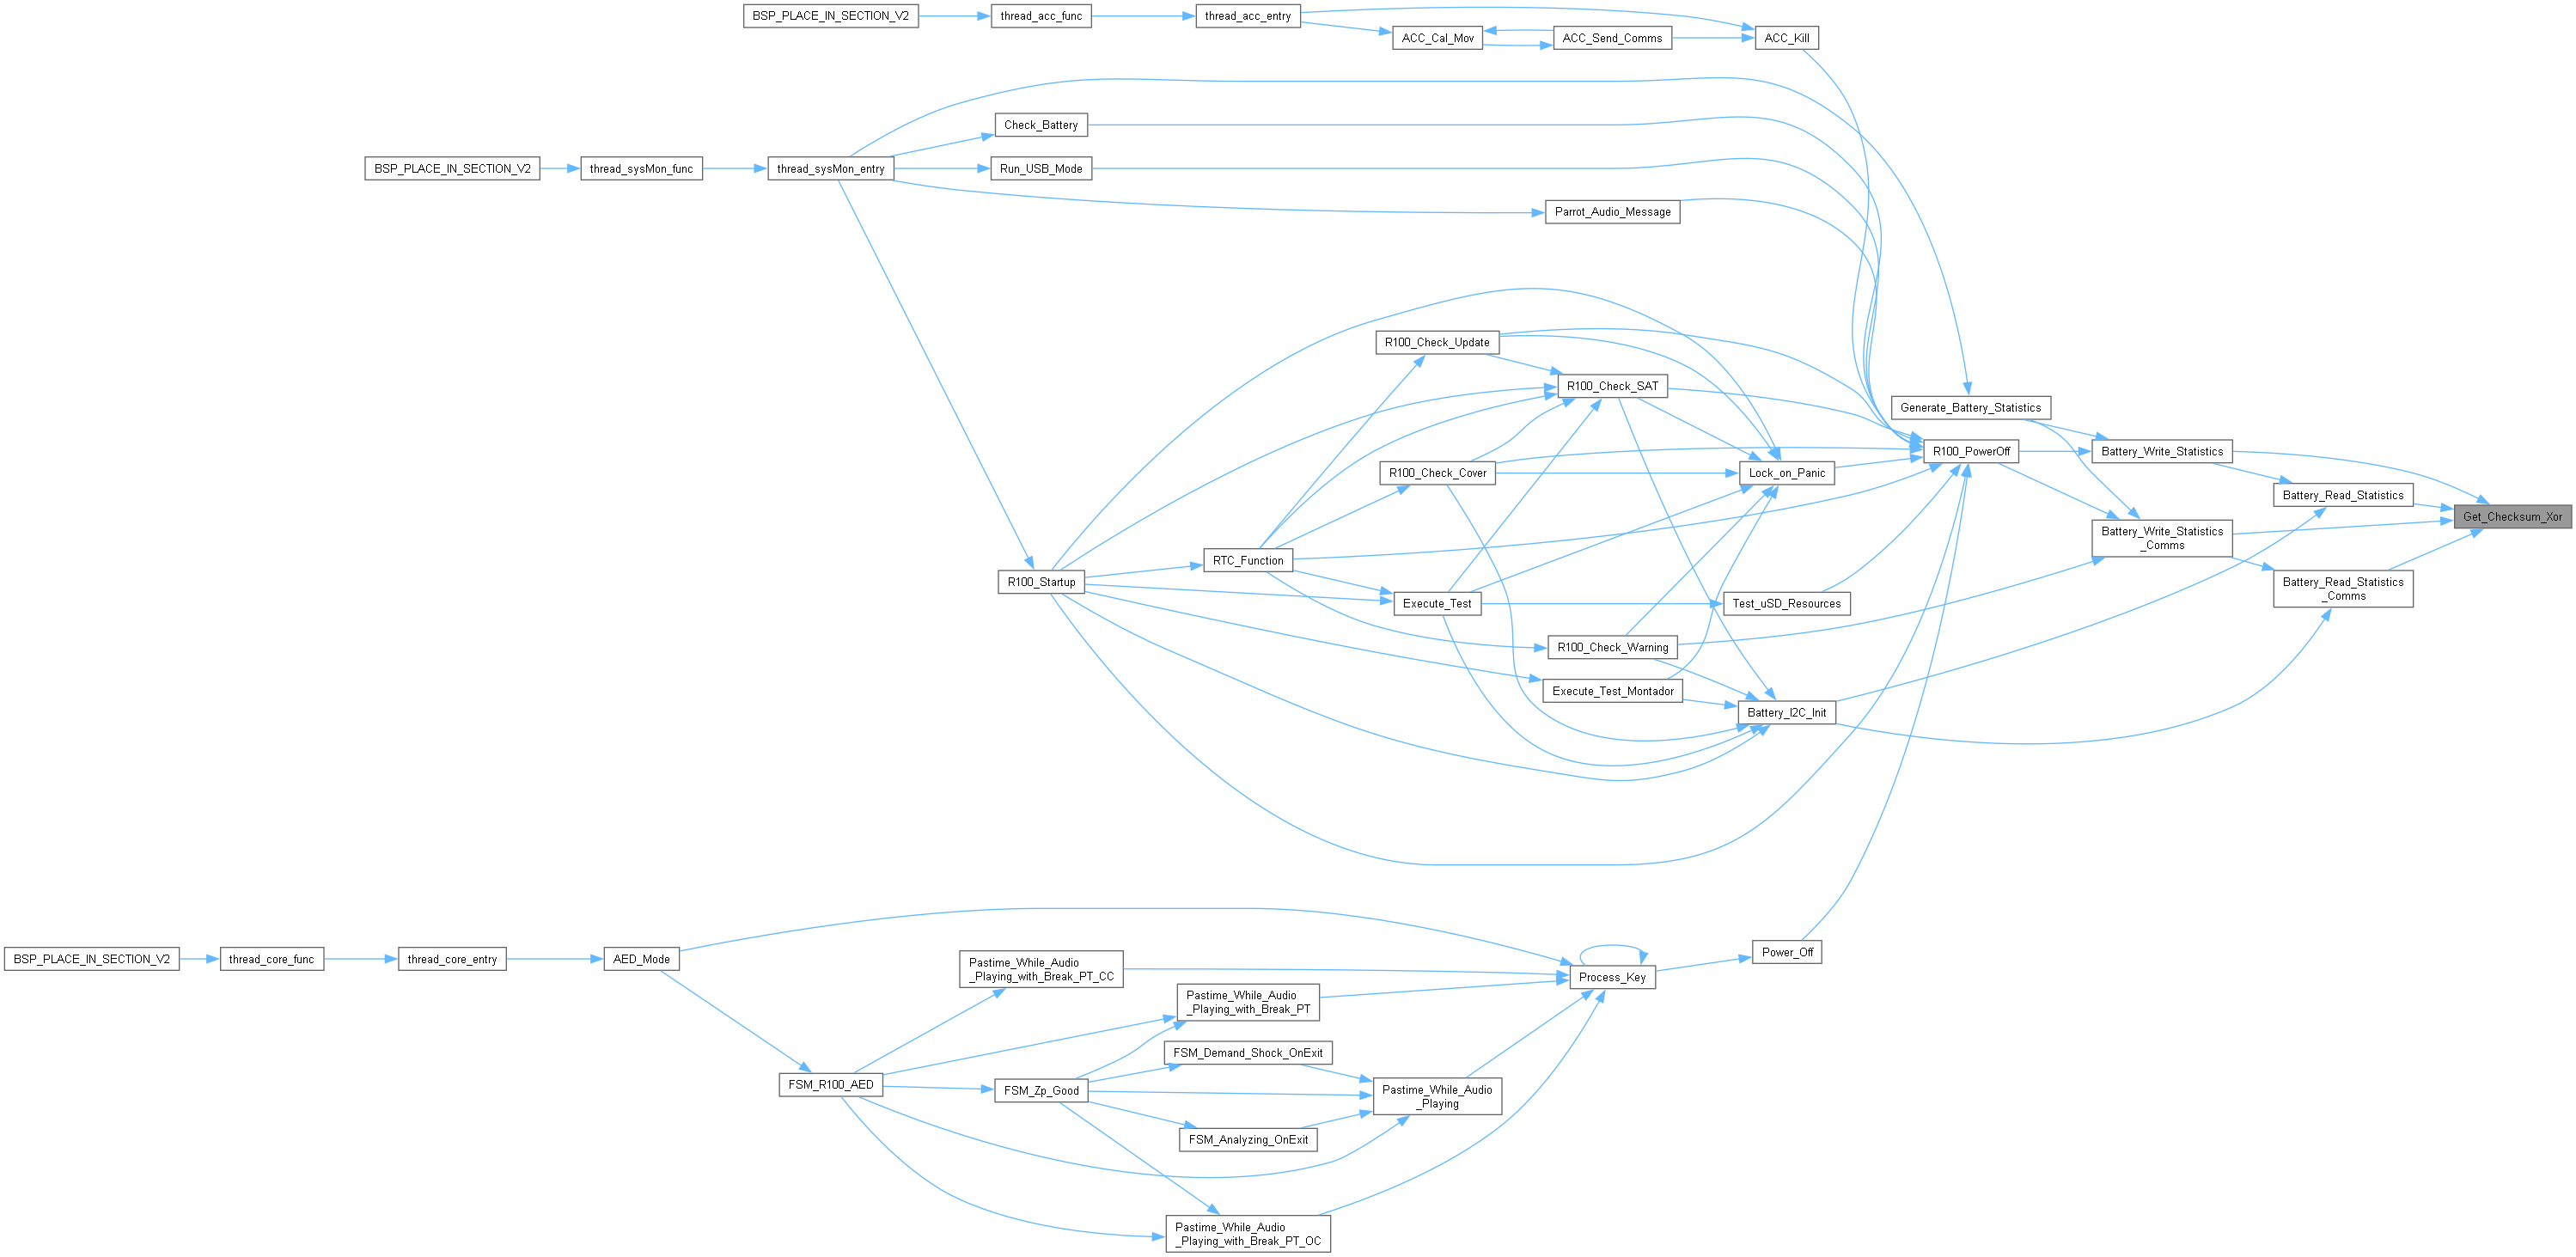 BSP_PLACE_IN_SECTION_V2
thread_acc_func
thread_acc_entry
ACC_Cal_Mov
ACC_Send_Comms
ACC_Kill
Check_Battery
BSP_PLACE_IN_SECTION_V2
thread_sysMon_func
thread_sysMon_entry
Run_USB_Mode
Parrot_Audio_Message
R100_Check_Update
R100_Check_SAT
Generate_Battery_Statistics
R100_PowerOff
Battery_Write_Statistics
R100_Check_Cover
Lock_on_Panic
Battery_Read_Statistics
Get_Checksum_Xor
Battery_Write_Statistics
_Comms
RTC_Function
R100_Startup
Battery_Read_Statistics
_Comms
Execute_Test
Test_uSD_Resources
R100_Check_Warning
Execute_Test_Montador
Battery_I2C_Init
BSP_PLACE_IN_SECTION_V2
thread_core_func
thread_core_entry
AED_Mode
Power_Off
Pastime_While_Audio
_Playing_with_Break_PT_CC
Process_Key
Pastime_While_Audio
_Playing_with_Break_PT
FSM_Demand_Shock_OnExit
FSM_R100_AED
FSM_Zp_Good
Pastime_While_Audio
_Playing
FSM_Analyzing_OnExit
Pastime_While_Audio
_Playing_with_Break_PT_OC